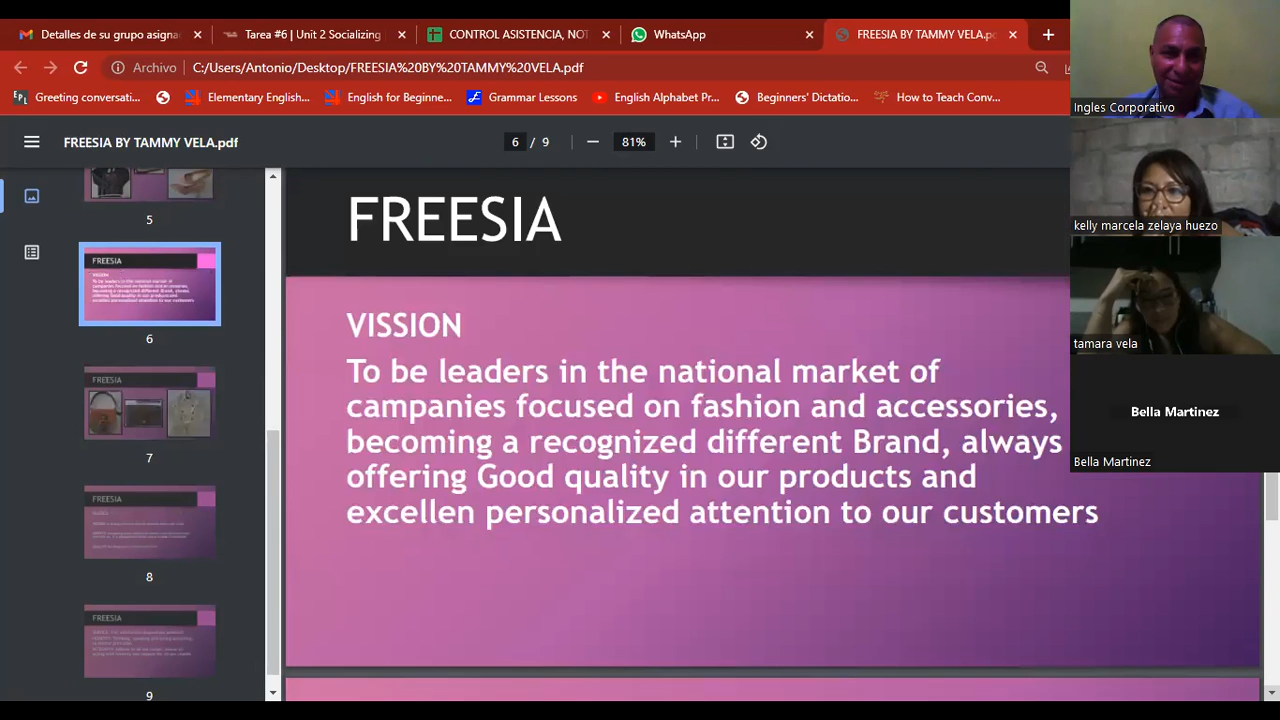 Detalles de su grupo asigna
Tarea #6 | Unit 2 Socializing
CONTROL ASISTENCIA, NOT
WhatsApp
FREESIA BY TAMMY VELA.pd
Archivo
C:/Users/Antonio/Desktop/FREESIA%20BY%20TAMMY%20VELA.pdf
Greeting conversati...
Elementary English...
English for Beginne...
Grammar Lessons
English Alphabet Pr...
Beginners' Dictatio...
How to Teach Conv...
FREESIA BY TAMMY VELA.pdf
6 / 9
81%
5
FREESIA
6
FREESIA
7
FREESIA
8
FREESIA
9
FREESIA
VISSION
To be leaders in the national market of
campanies focused on fashion and accessories,
becoming a recognized different Brand, always
offering Good quality in our products and
excellen personalized attention to our customers
Ingles Corporativo
kelly marcela zelaya huezo
tamara vela
Bella Martinez
Bella Martinez